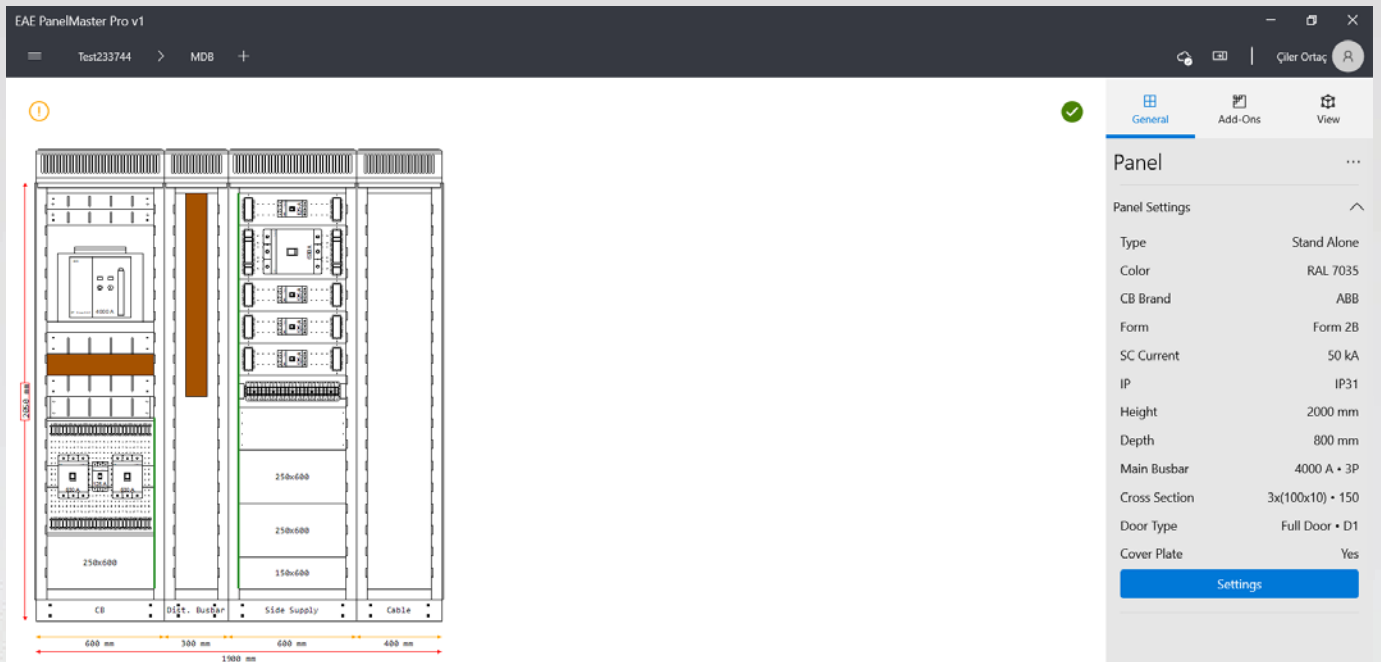 EAE PanelMaster Pro v1
Test233744
MDB
Çiler Ortaç
General
Add-Ons
View
Panel
Panel Settings
Type Stand Alone
Color RAL 7035
CB Brand ABB
Form Form 2B
SC Current 50 kA
IP IP31
Height 2000 mm
Depth 800 mm
Main Busbar 4000 A • 3P
Cross Section 3x(100x10) • 150
Door Type Full Door • D1
Cover Plate Yes
Settings
4000 A
2060 mm
250x600
250x600
250x600
150x600
CB
Dist. Busbar
Side Supply
Cable
600 mm
300 mm
600 mm
400 mm
1900 mm